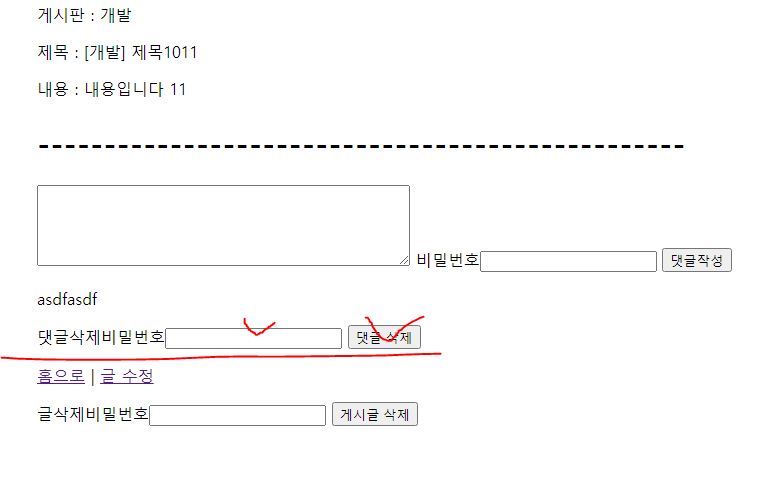 게시판 : 개발
제목 : [개발] 제목1011
내용 : 내용입니다 11
-------------------------------------------------
비밀번호 댓글작성
asdfasdf
댓글삭제비밀번호 댓글 삭제
홈으로 | 글 수정
글삭제비밀번호 게시글 삭제